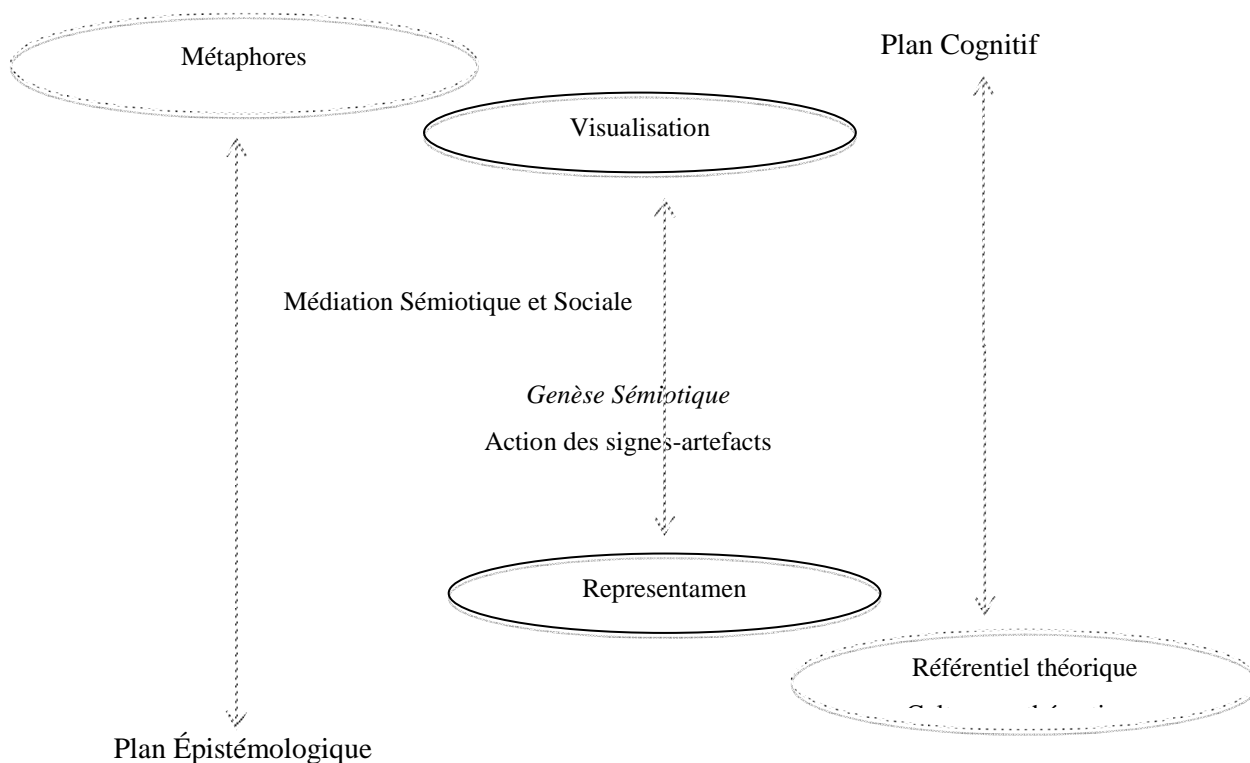 Plan Cognitif
Métaphores
Visualisation
Médiation Sémiotique et Sociale
Genèse Sémiotique
Action des signes-artefacts
Representamen
Référentiel théorique
Plan Épistémologique